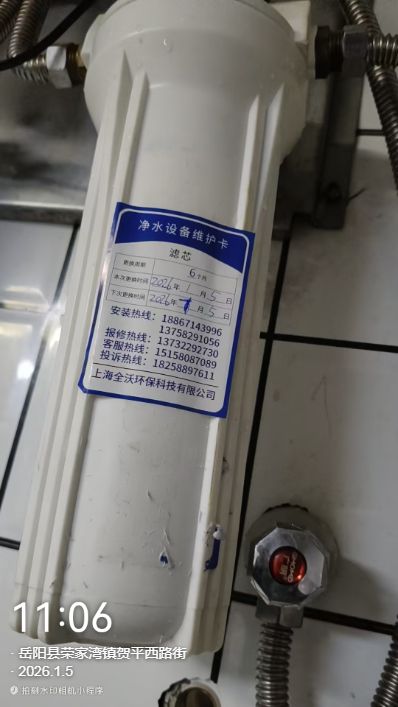 净水设备维护卡
滤芯
更换周期 6个月
本次更换时间 2026年1月5日
下次更换时间 2026年7月5日
安装热线：18867143996
13758291056
报修热线：13732292730
客服热线：15158087089
投诉热线：18258897611
上海全沃环保科技有限公司
11:06
·岳阳县荣家湾镇贺平西路街
·2026.1.5
拍到水印相机小程序